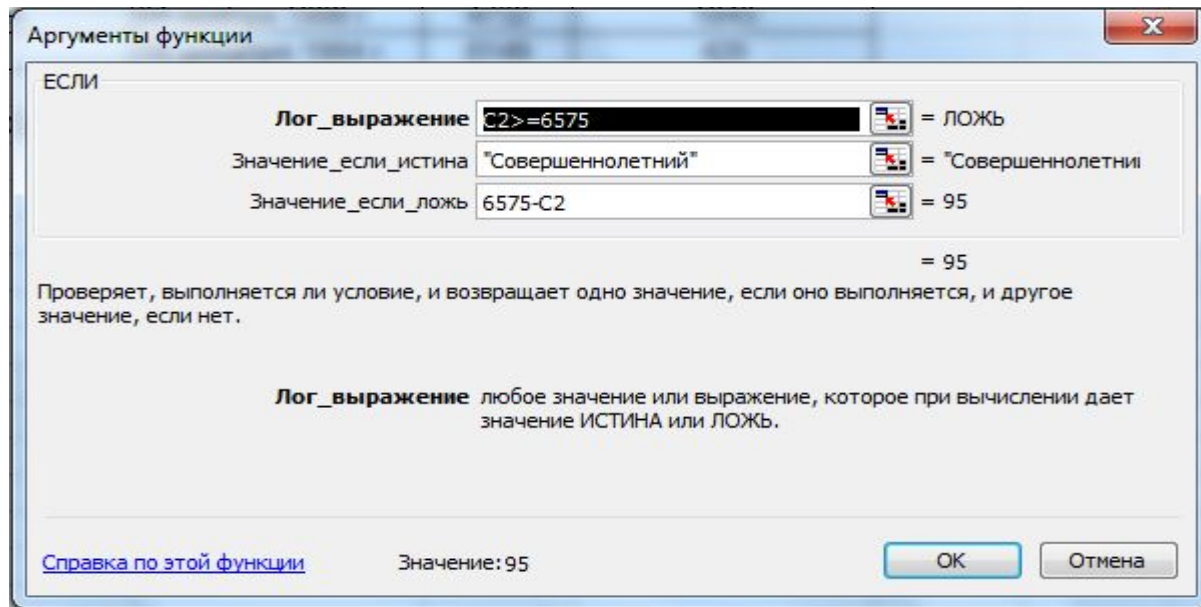 Аргументы функции
ЕСЛИ
Лог_выражение C2>=6575 = ЛОЖЬ
Значение_если_истина "Совершеннолетний" = "Совершеннолетни
Значение_если_ложь 6575-C2 = 95
= 95
Проверяет, выполняется ли условие, и возвращает одно значение, если оно выполняется, и другое
значение, если нет.
Лог_выражение любое значение или выражение, которое при вычислении дает
значение ИСТИНА или ЛОЖЬ.
Справка по этой функции Значение: 95 ОК Отмена